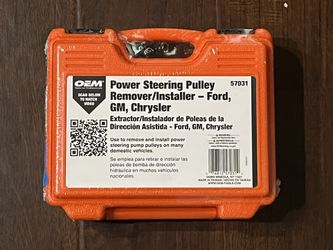 OEM
SCAN BELOW
TO WATCH
VIDEO
Power Steering Pulley
57031
Remover/Installer – Ford,
GM, Chrysler
Extractor/Instalador de Poleas de la
Dirección Asistida - Ford, GM, Chrysler
Use to remove and install power
steering pump pulleys on many
domestic vehicles.
Se emplea para retirar e instalar las
poleas de bomba de dirección
hidráulica en muchos vehículos
nacionales.